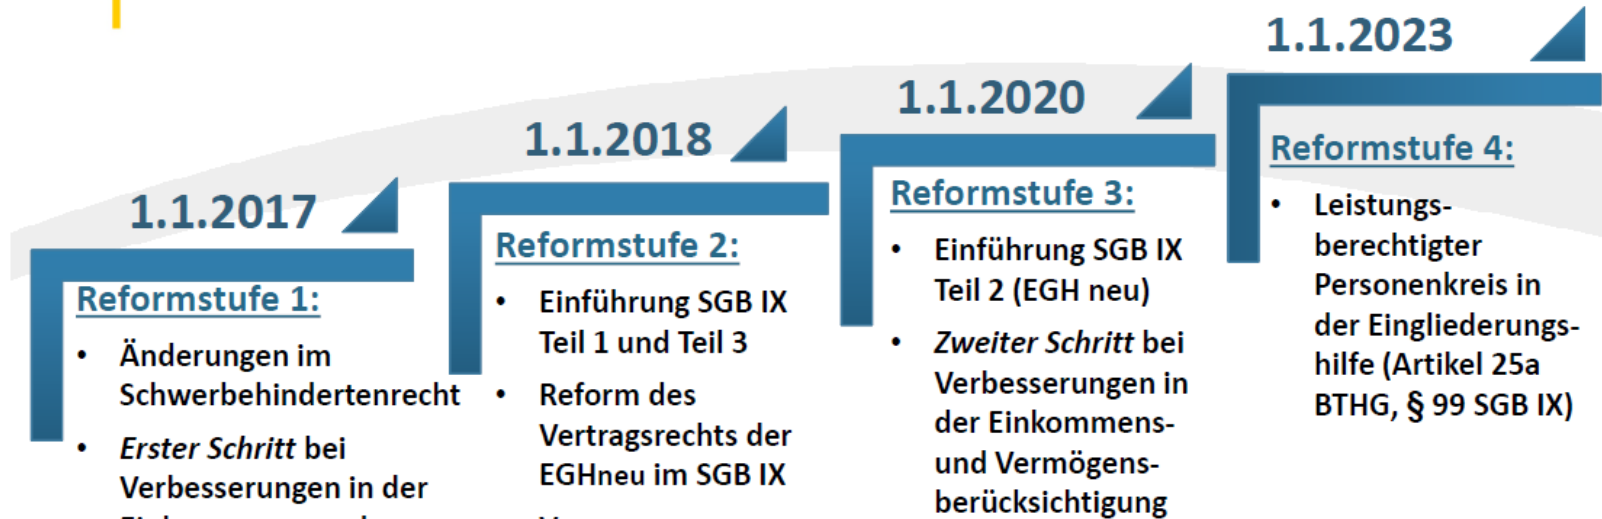 1.1.2017
Reformstufe 1:
• Änderungen im
Schwerbehindertenrecht
• Erster Schritt bei
Verbesserungen in der
1.1.2018
Reformstufe 2:
• Einführung SGB IX
Teil 1 und Teil 3
• Reform des
Vertragsrechts der
EGHneu im SGB IX
1.1.2020
Reformstufe 3:
• Einführung SGB IX
Teil 2 (EGH neu)
• Zweiter Schritt bei
Verbesserungen in
der Einkommens-
und Vermögens-
berücksichtigung
1.1.2023
Reformstufe 4:
• Leistungs-
berechtigter
Personenkreis in
der Eingliederungs-
hilfe (Artikel 25a
BTHG, § 99 SGB IX)